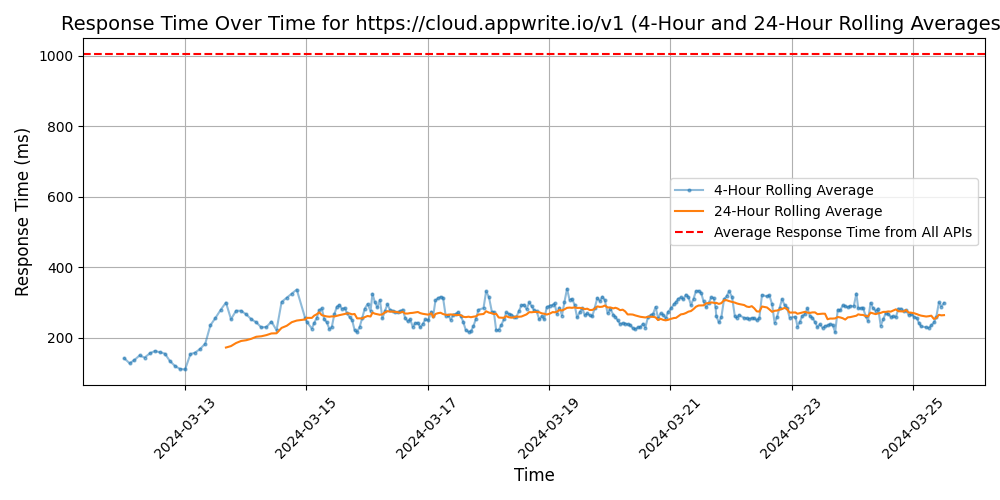 Response Time Over Time for https://cloud.appwrite.io/v1 (4-Hour and 24-Hour Rolling Averages
Response Time (ms)
1000
800
600
400
200
4-Hour Rolling Average
24-Hour Rolling Average
Average Response Time from All APIs
2024-03-13
2024-03-15
2024-03-17
2024-03-19
2024-03-21
2024-03-23
2024-03-25
Time